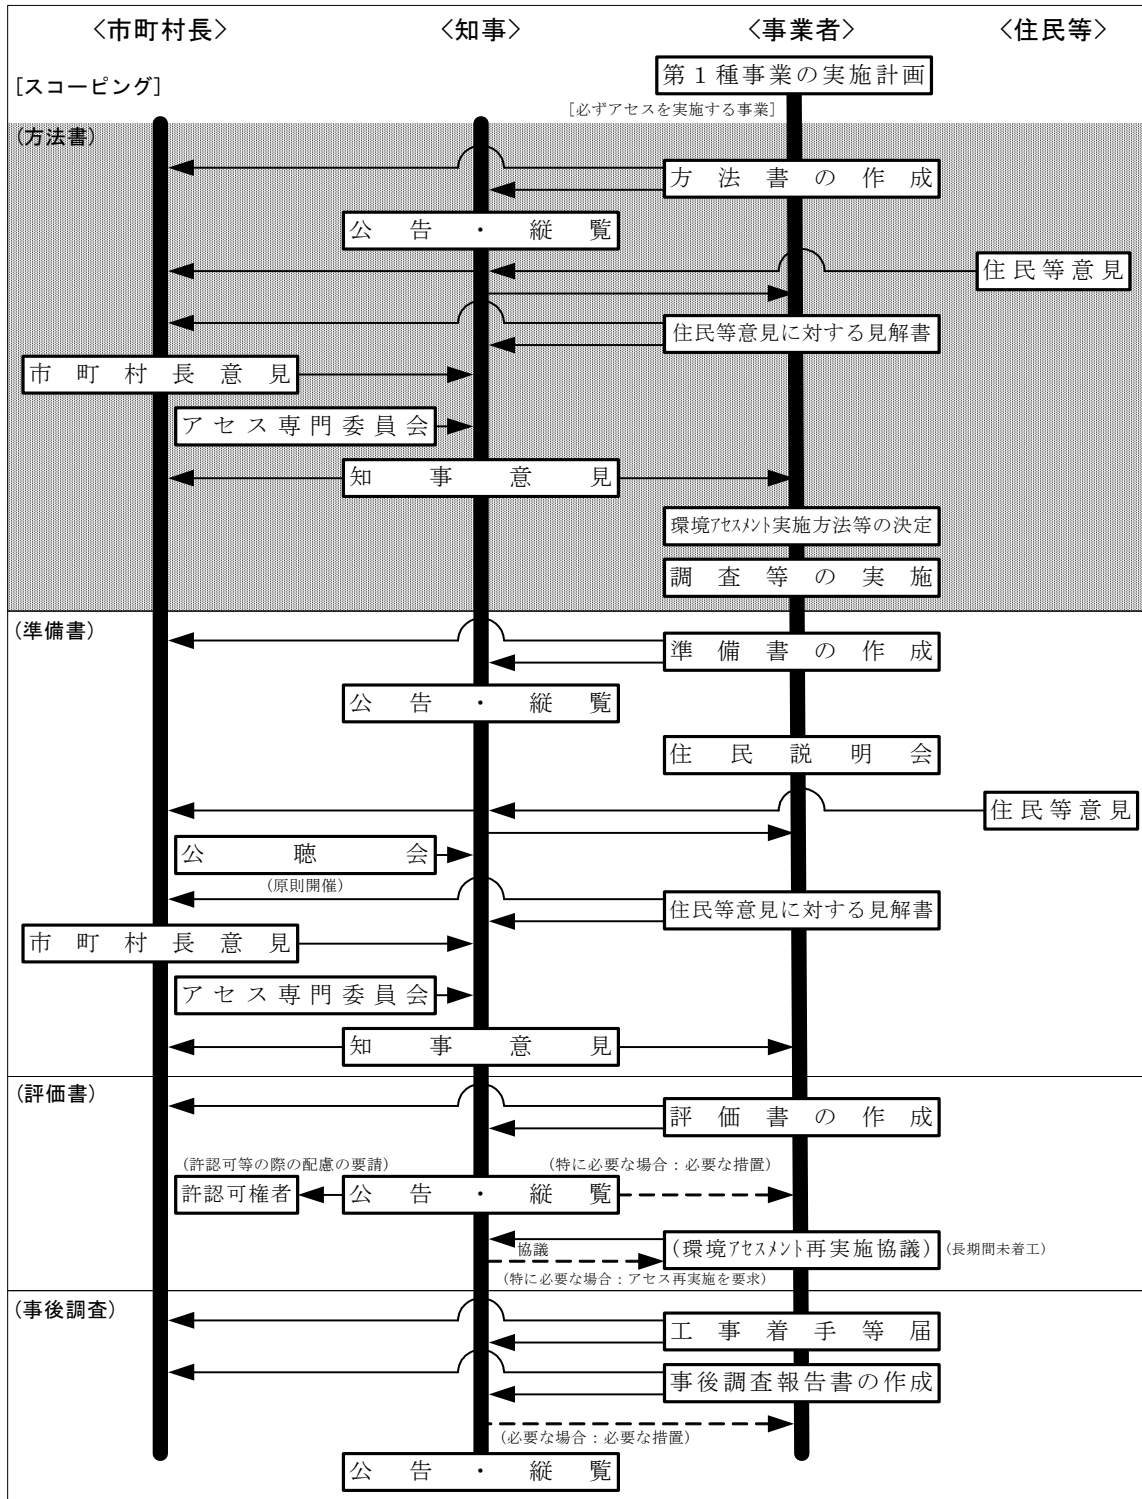 <市町村長>
<知事>
<事業者>
<住民等>
[スコーピング]
第1種事業の実施計画
[必ずアセスを実施する事業]
(方法書)
方法書の作成
公告・縦覧
住民等意見
住民等意見に対する見解書
市町村長意見
アセス専門委員会
知事意見
環境アセスメント実施方法等の決定
調査等の実施
(準備書)
準備書の作成
公告・縦覧
住民説明会
住民等意見
公聴会
(原則開催)
住民等意見に対する見解書
市町村長意見
アセス専門委員会
知事意見
(評価書)
評価書の作成
(許認可等の際の配慮の要請)
(特に必要な場合:必要な措置)
許認可権者
公告・縦覧
協議
(環境アセスメント再実施協議)
(長期間未着工)
(特に必要な場合:アセス再実施を要求)
(事後調査)
工事着手等届
事後調査報告書の作成
(必要な場合:必要な措置)
公告・縦覧